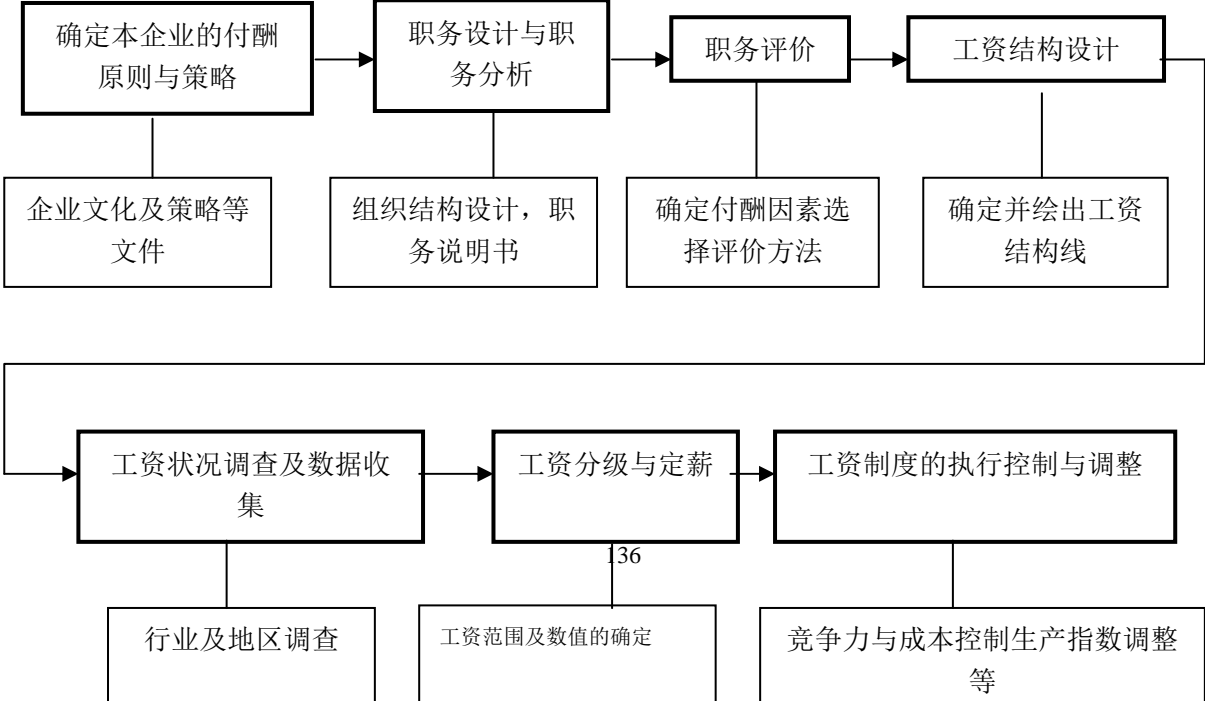 确定本企业的付酬
原则与策略
职务设计与职
务分析
职务评价
工资结构设计
企业文化及策略等
文件
组织结构设计，职
务说明书
确定付酬因素选
择评价方法
确定并绘出工资
结构线
工资状况调查及数据收
集
工资分级与定薪
工资制度的执行控制与调整
136
行业及地区调查
工资范围及数值的确定
竞争力与成本控制生产指数调整
等